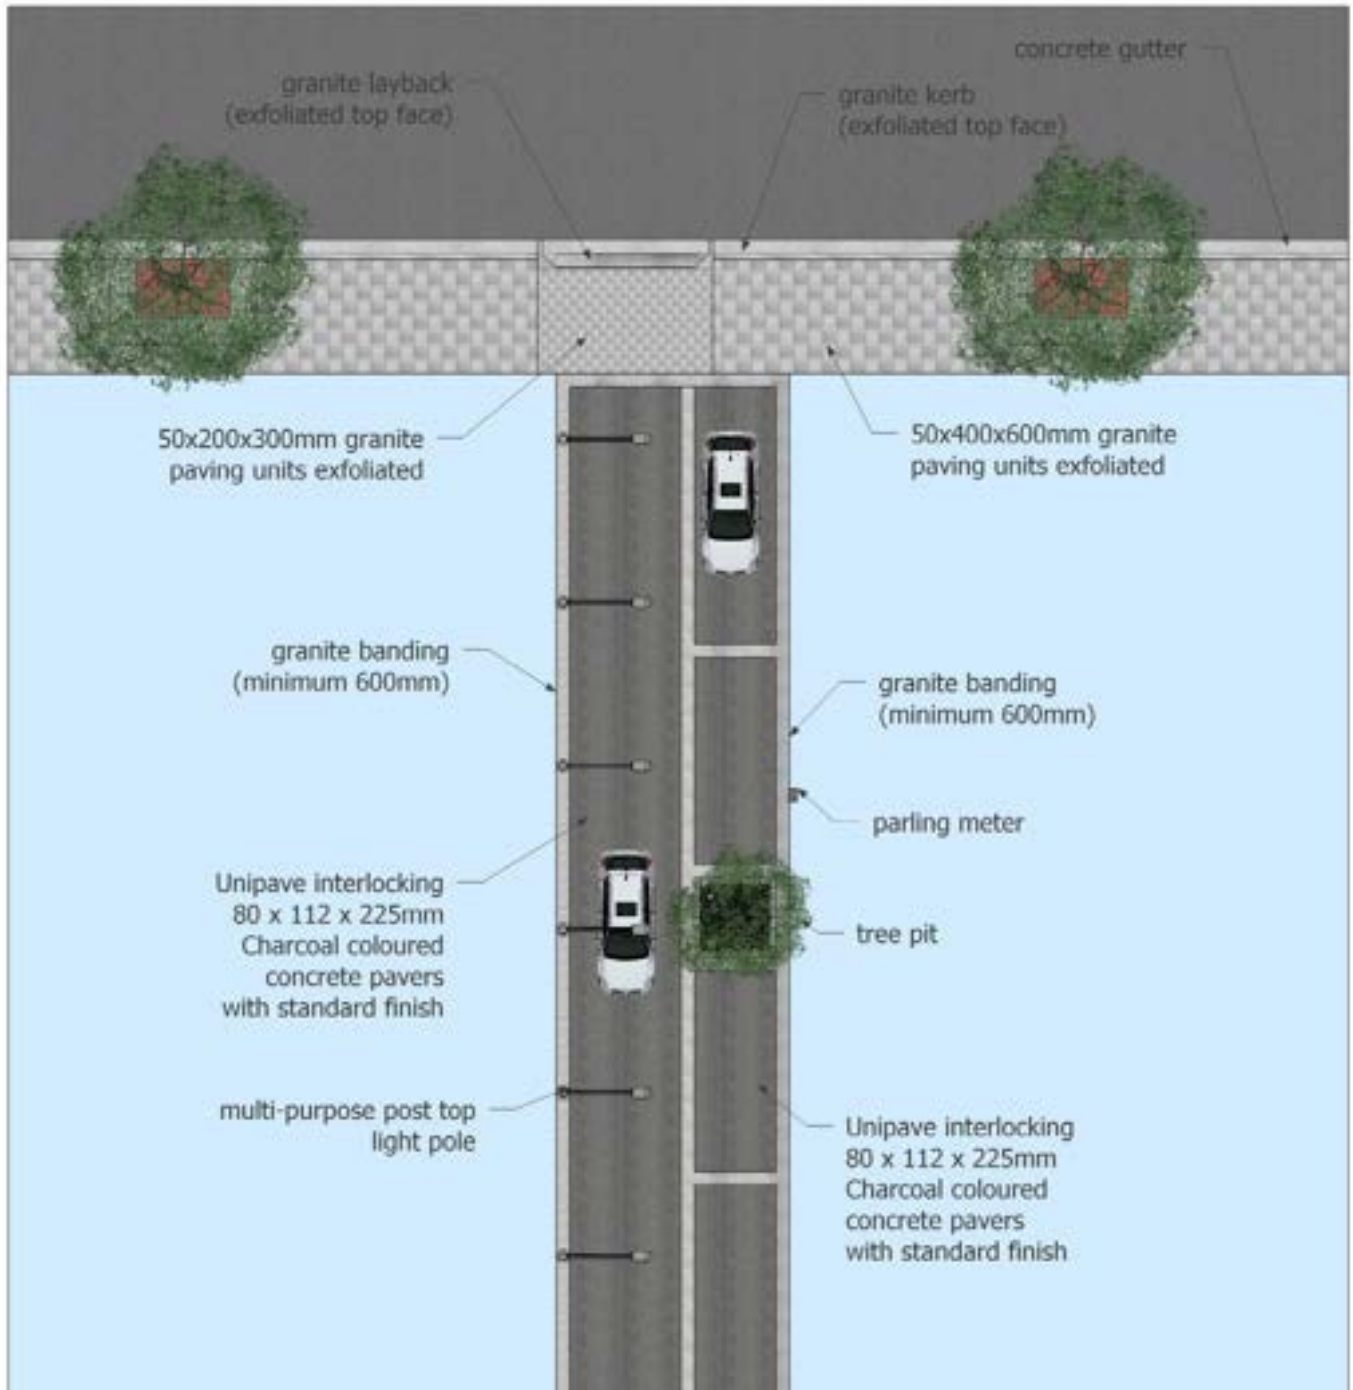 concrete gutter
granite layback
(exfoliated top face)
granite kerb
(exfoliated top face)
50x200x300mm granite
paving units exfoliated
50x400x600mm granite
paving units exfoliated
granite banding
(minimum 600mm)
granite banding
(minimum 600mm)
parling meter
Unipave interlocking
80 x 112 x 225mm
Charcoal coloured
concrete pavers
with standard finish
tree pit
multi-purpose post top
light pole
Unipave interlocking
80 x 112 x 225mm
Charcoal coloured
concrete pavers
with standard finish